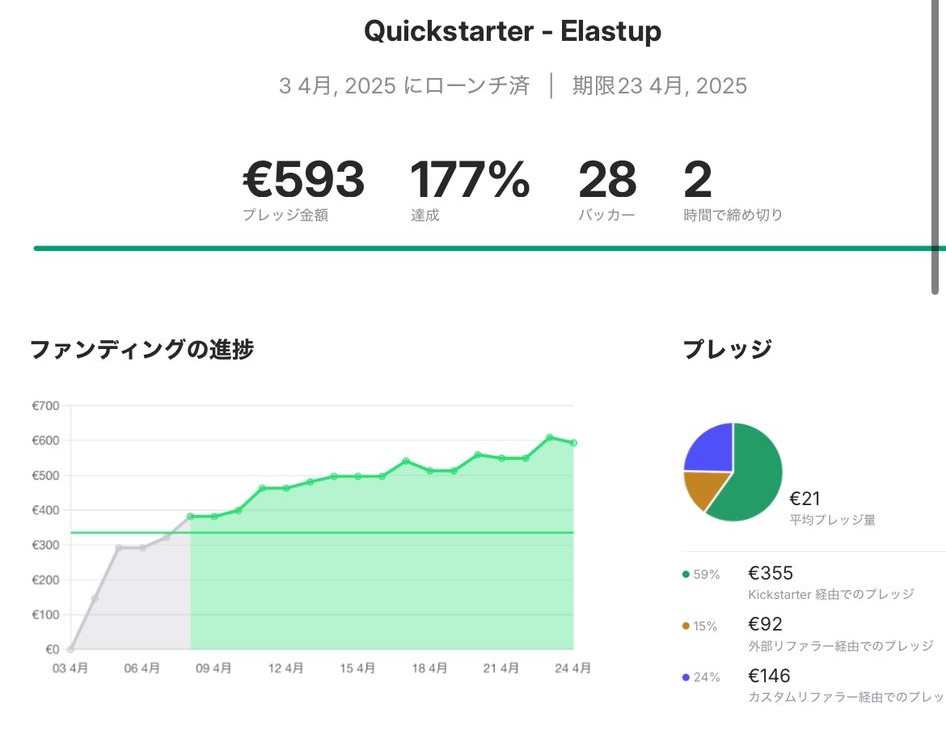 Quickstarter - Elastup
3 4月, 2025 にローンチ済 | 期限23 4月, 2025
€593 177% 28 2
プレッジ金額 達成 バッカー 時間で締め切り
ファンディングの進捗
€700
€600
€500
€400
€300
€200
€100
€0
03 4月 06 4月 09 4月 12 4月 15 4月 18 4月 21 4月 24 4月
プレッジ
€21
平均プレッジ量
59% €355
Kickstarter 経由でのプレッジ
15% €92
外部リファラー経由でのプレッジ
24% €146
カスタムリファラー経由でのプレッ